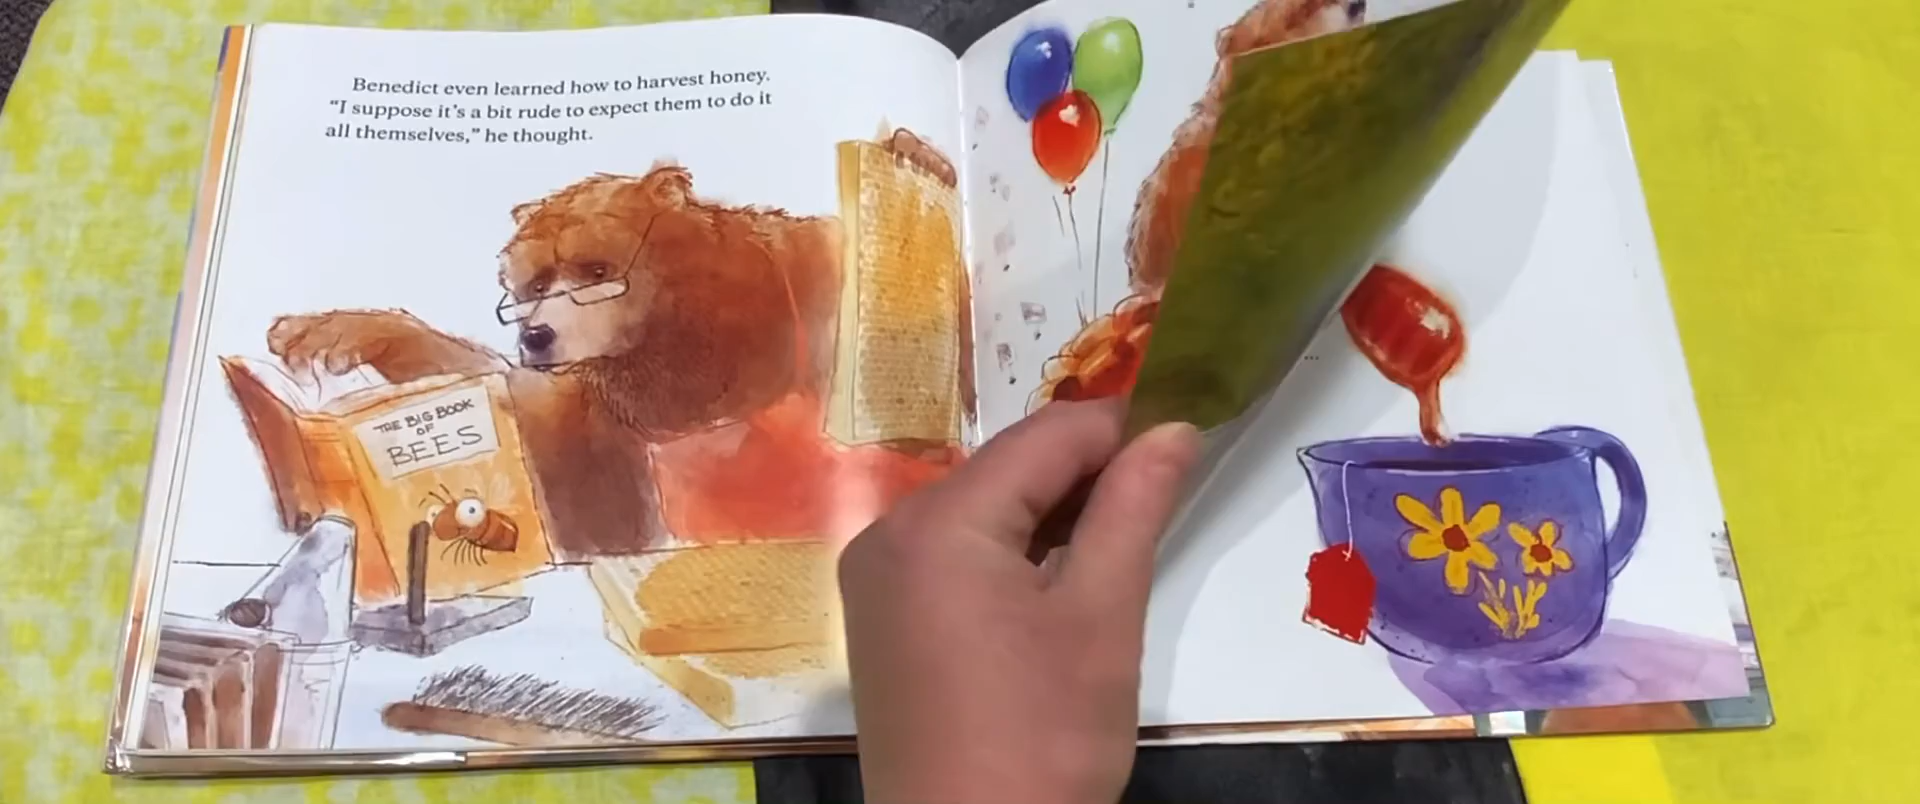 Benedict even learned how to harvest honey.
“I suppose it’s a bit rude to expect them to do it
all themselves,” he thought.
THE BIG BOOK
OF
BEES
...